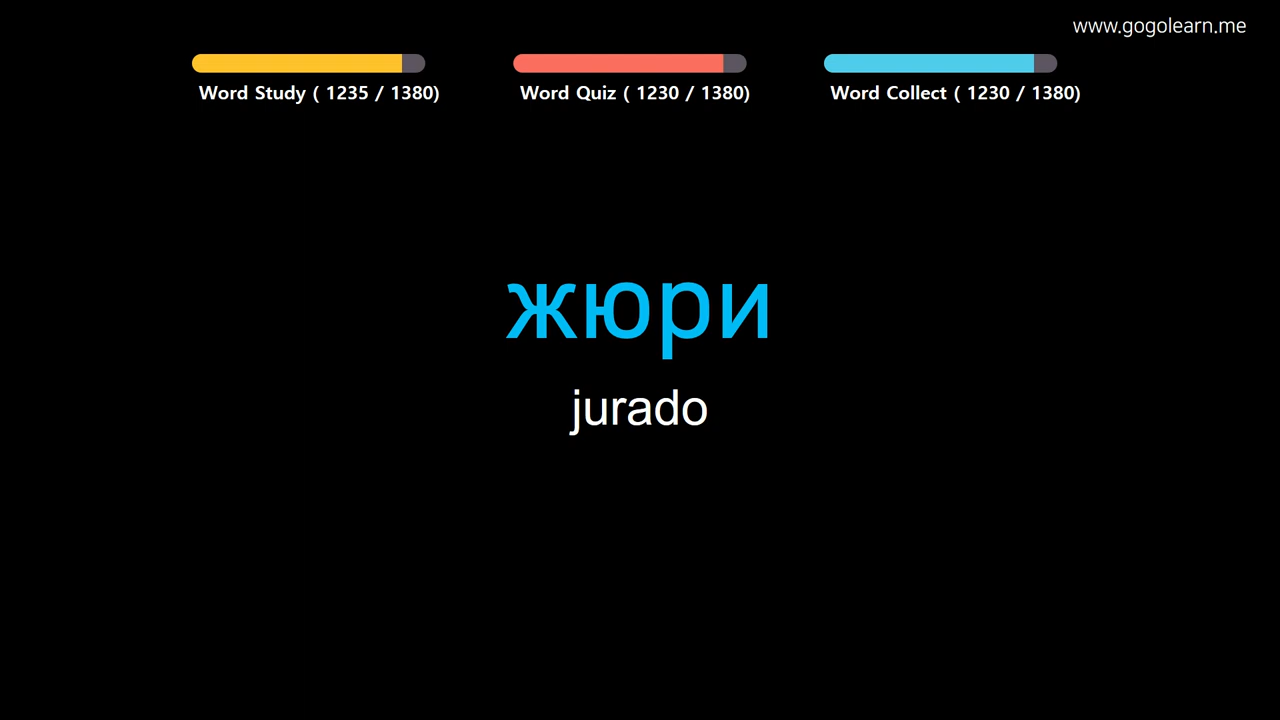 www.gogolearn.me
Word Study ( 1235 / 1380)
Word Quiz ( 1230 / 1380)
Word Collect ( 1230 / 1380)
жюри
jurado